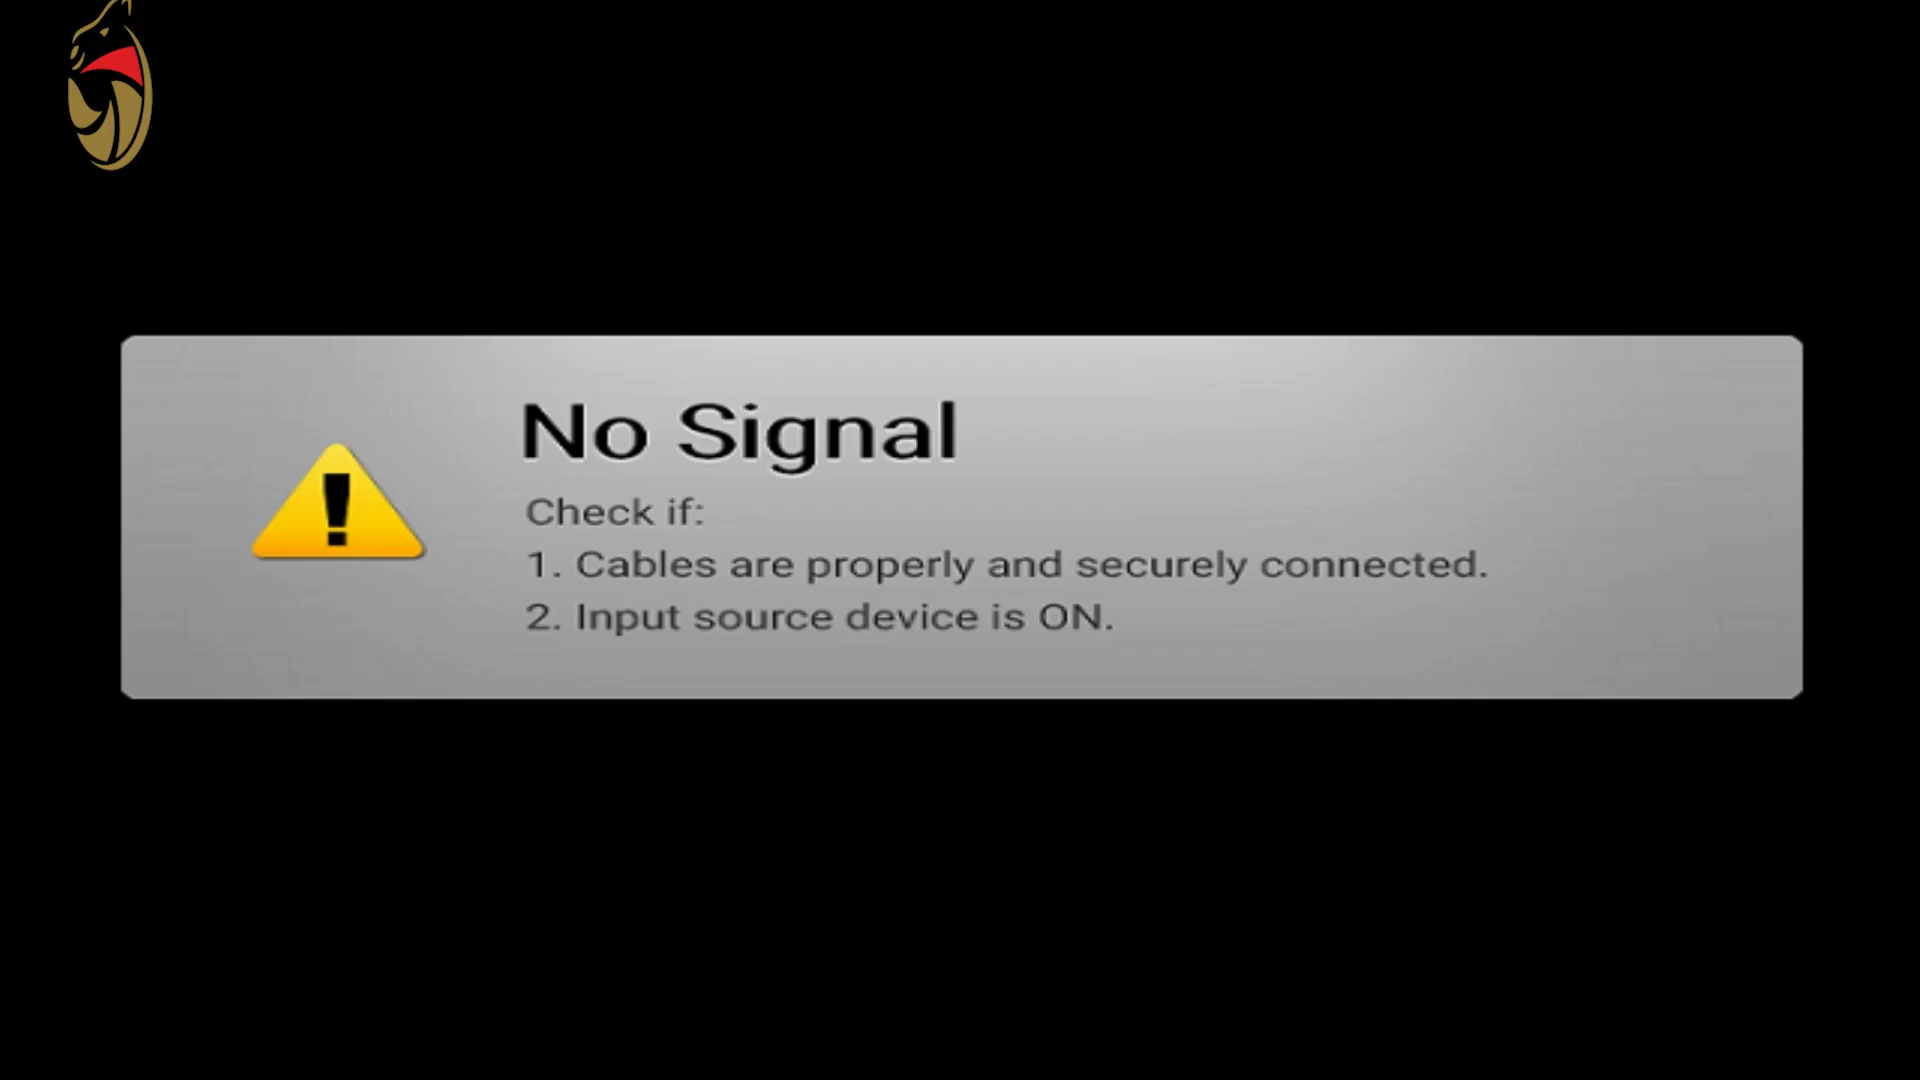 No Signal
Check if:
1. Cables are properly and securely connected.
2. Input source device is ON.